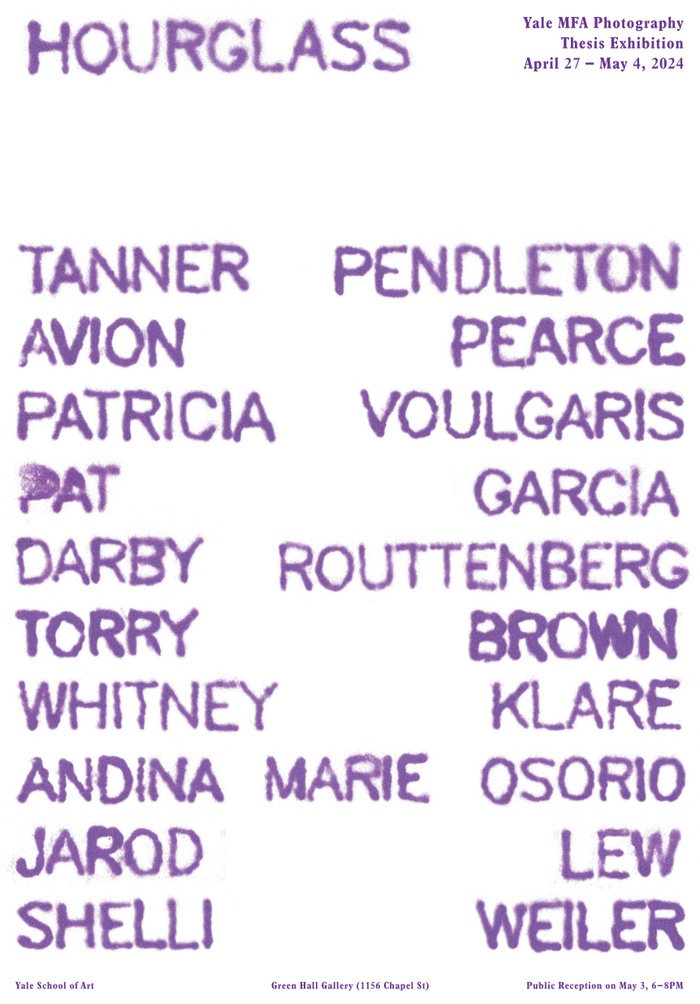 HOURGLASS
Yale MFA Photography
Thesis Exhibition
April 27 – May 4, 2024
TANNER PENDLETON
AVION PEARCE
PATRICIA VOULGARIS
PAT GARCIA
DARBY ROUTTENBERG
TORRY BROWN
WHITNEY KLARE
ANDINA MARIE OSORIO
JAROD LEW
SHELLI WEILER
Yale School of Art Green Hall Gallery (1156 Chapel St) Public Reception on May 3, 6–8PM